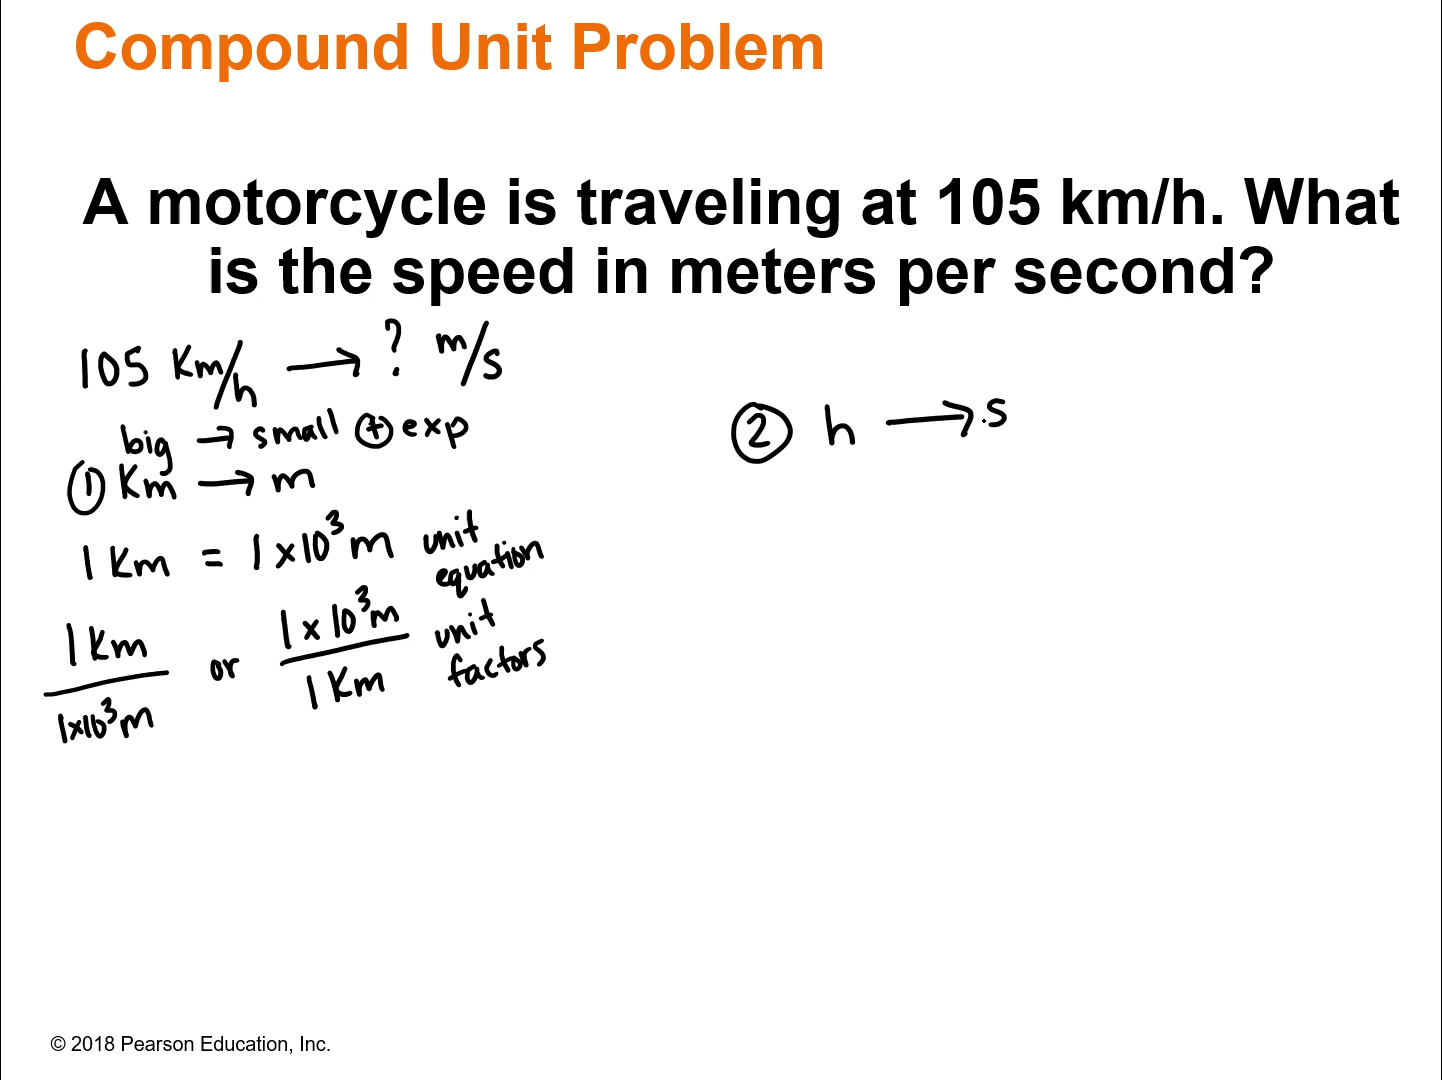 Compound Unit Problem
A motorcycle is traveling at 105 km/h. What
is the speed in meters per second?
105 Km/h → ? m/s
big → small ⊕ exp
① Km → m
1 Km = 1 x 10³ m unit equation
1 Km / 1x10³ m or 1 x 10³ m / 1 Km unit factors
② h → s
© 2018 Pearson Education, Inc.